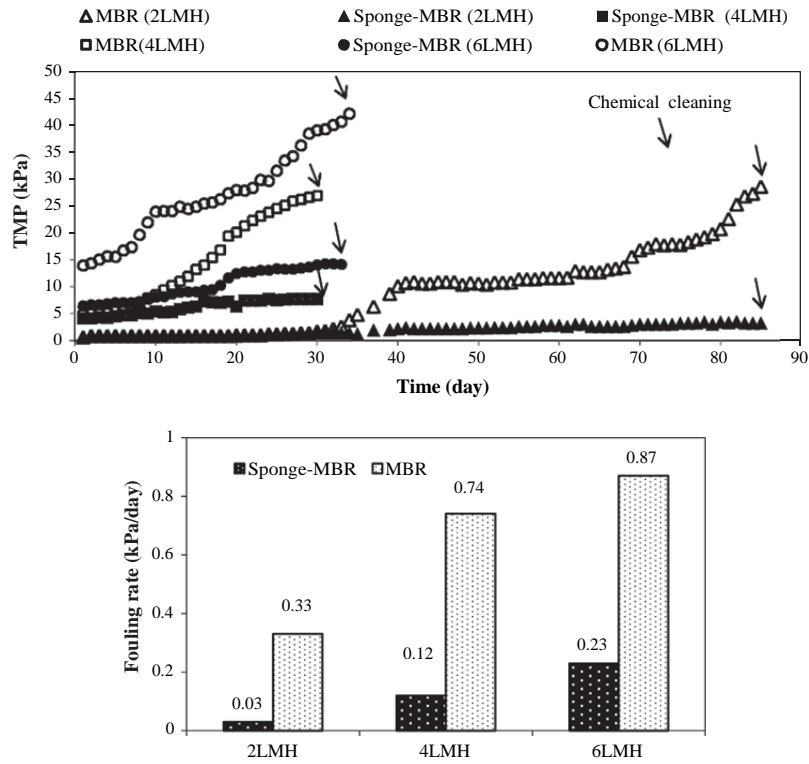 MBR (2LMH) Sponge-MBR (2LMH) Sponge-MBR (4LMH)
MBR(4LMH) Sponge-MBR (6LMH) MBR (6LMH)
50
45
40
35
30
25
20
15
10
5
0
TMP (kPa)
Chemical cleaning
0 10 20 30 40 50 60 70 80 90
Time (day)
1
0.8
0.6
0.4
0.2
0
Fouling rate (kPa/day)
Sponge-MBR MBR
0.03
0.33
0.12
0.74
0.23
0.87
2LMH 4LMH 6LMH